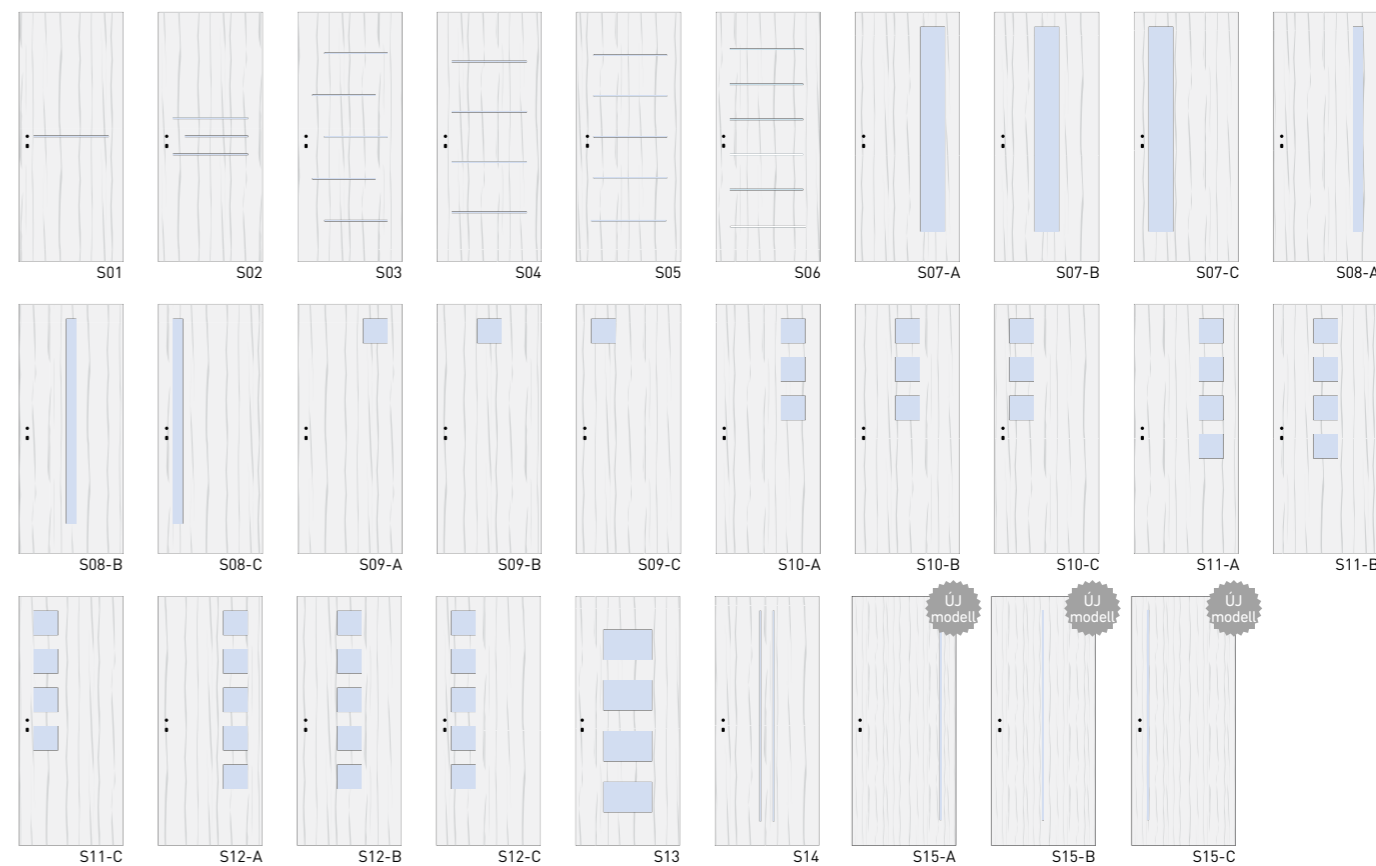 S01
S02
S03
S04
S05
S06
S07-A
S07-B
S07-C
S08-A
S08-B
S08-C
S09-A
S09-B
S09-C
S10-A
S10-B
S10-C
S11-A
S11-B
ÚJ
modell
ÚJ
modell
ÚJ
modell
S11-C
S12-A
S12-B
S12-C
S13
S14
S15-A
S15-B
S15-C